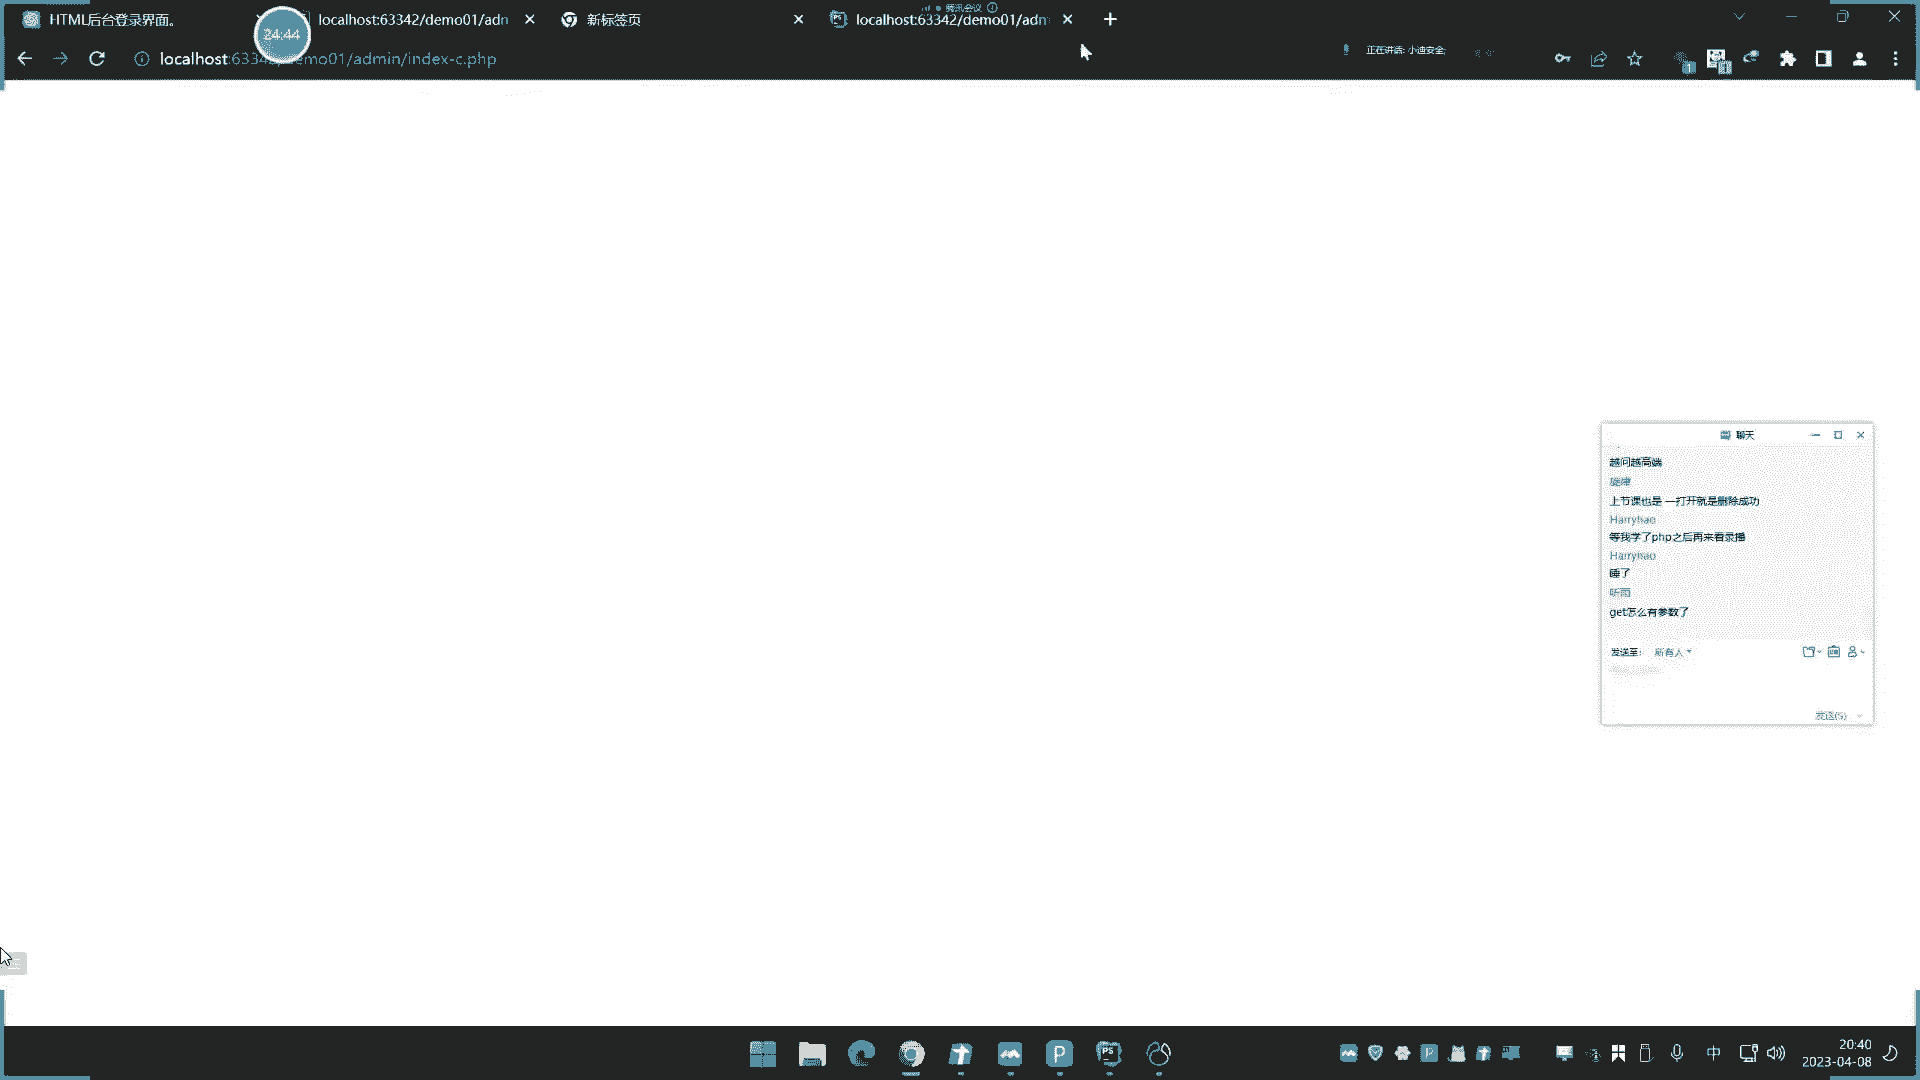 腾讯会议
HTML后台登录界面。
localhost:63342/demo01/adn
新标签页
localhost:63342/demo01/adn
24:44
localhost:6334 emo01/admin/index-c.php
正在讲话: 小迪安全;
1
聊天
越问越高端
旋律
上节课也是 一打开就是删除成功
Harryhao
等我学了php之后再来看录播
Harryhao
睡了
听雨
get怎么有参数了
发送至: 所有人
发送(S)
P
PS
P
中
20:40
2023-04-08